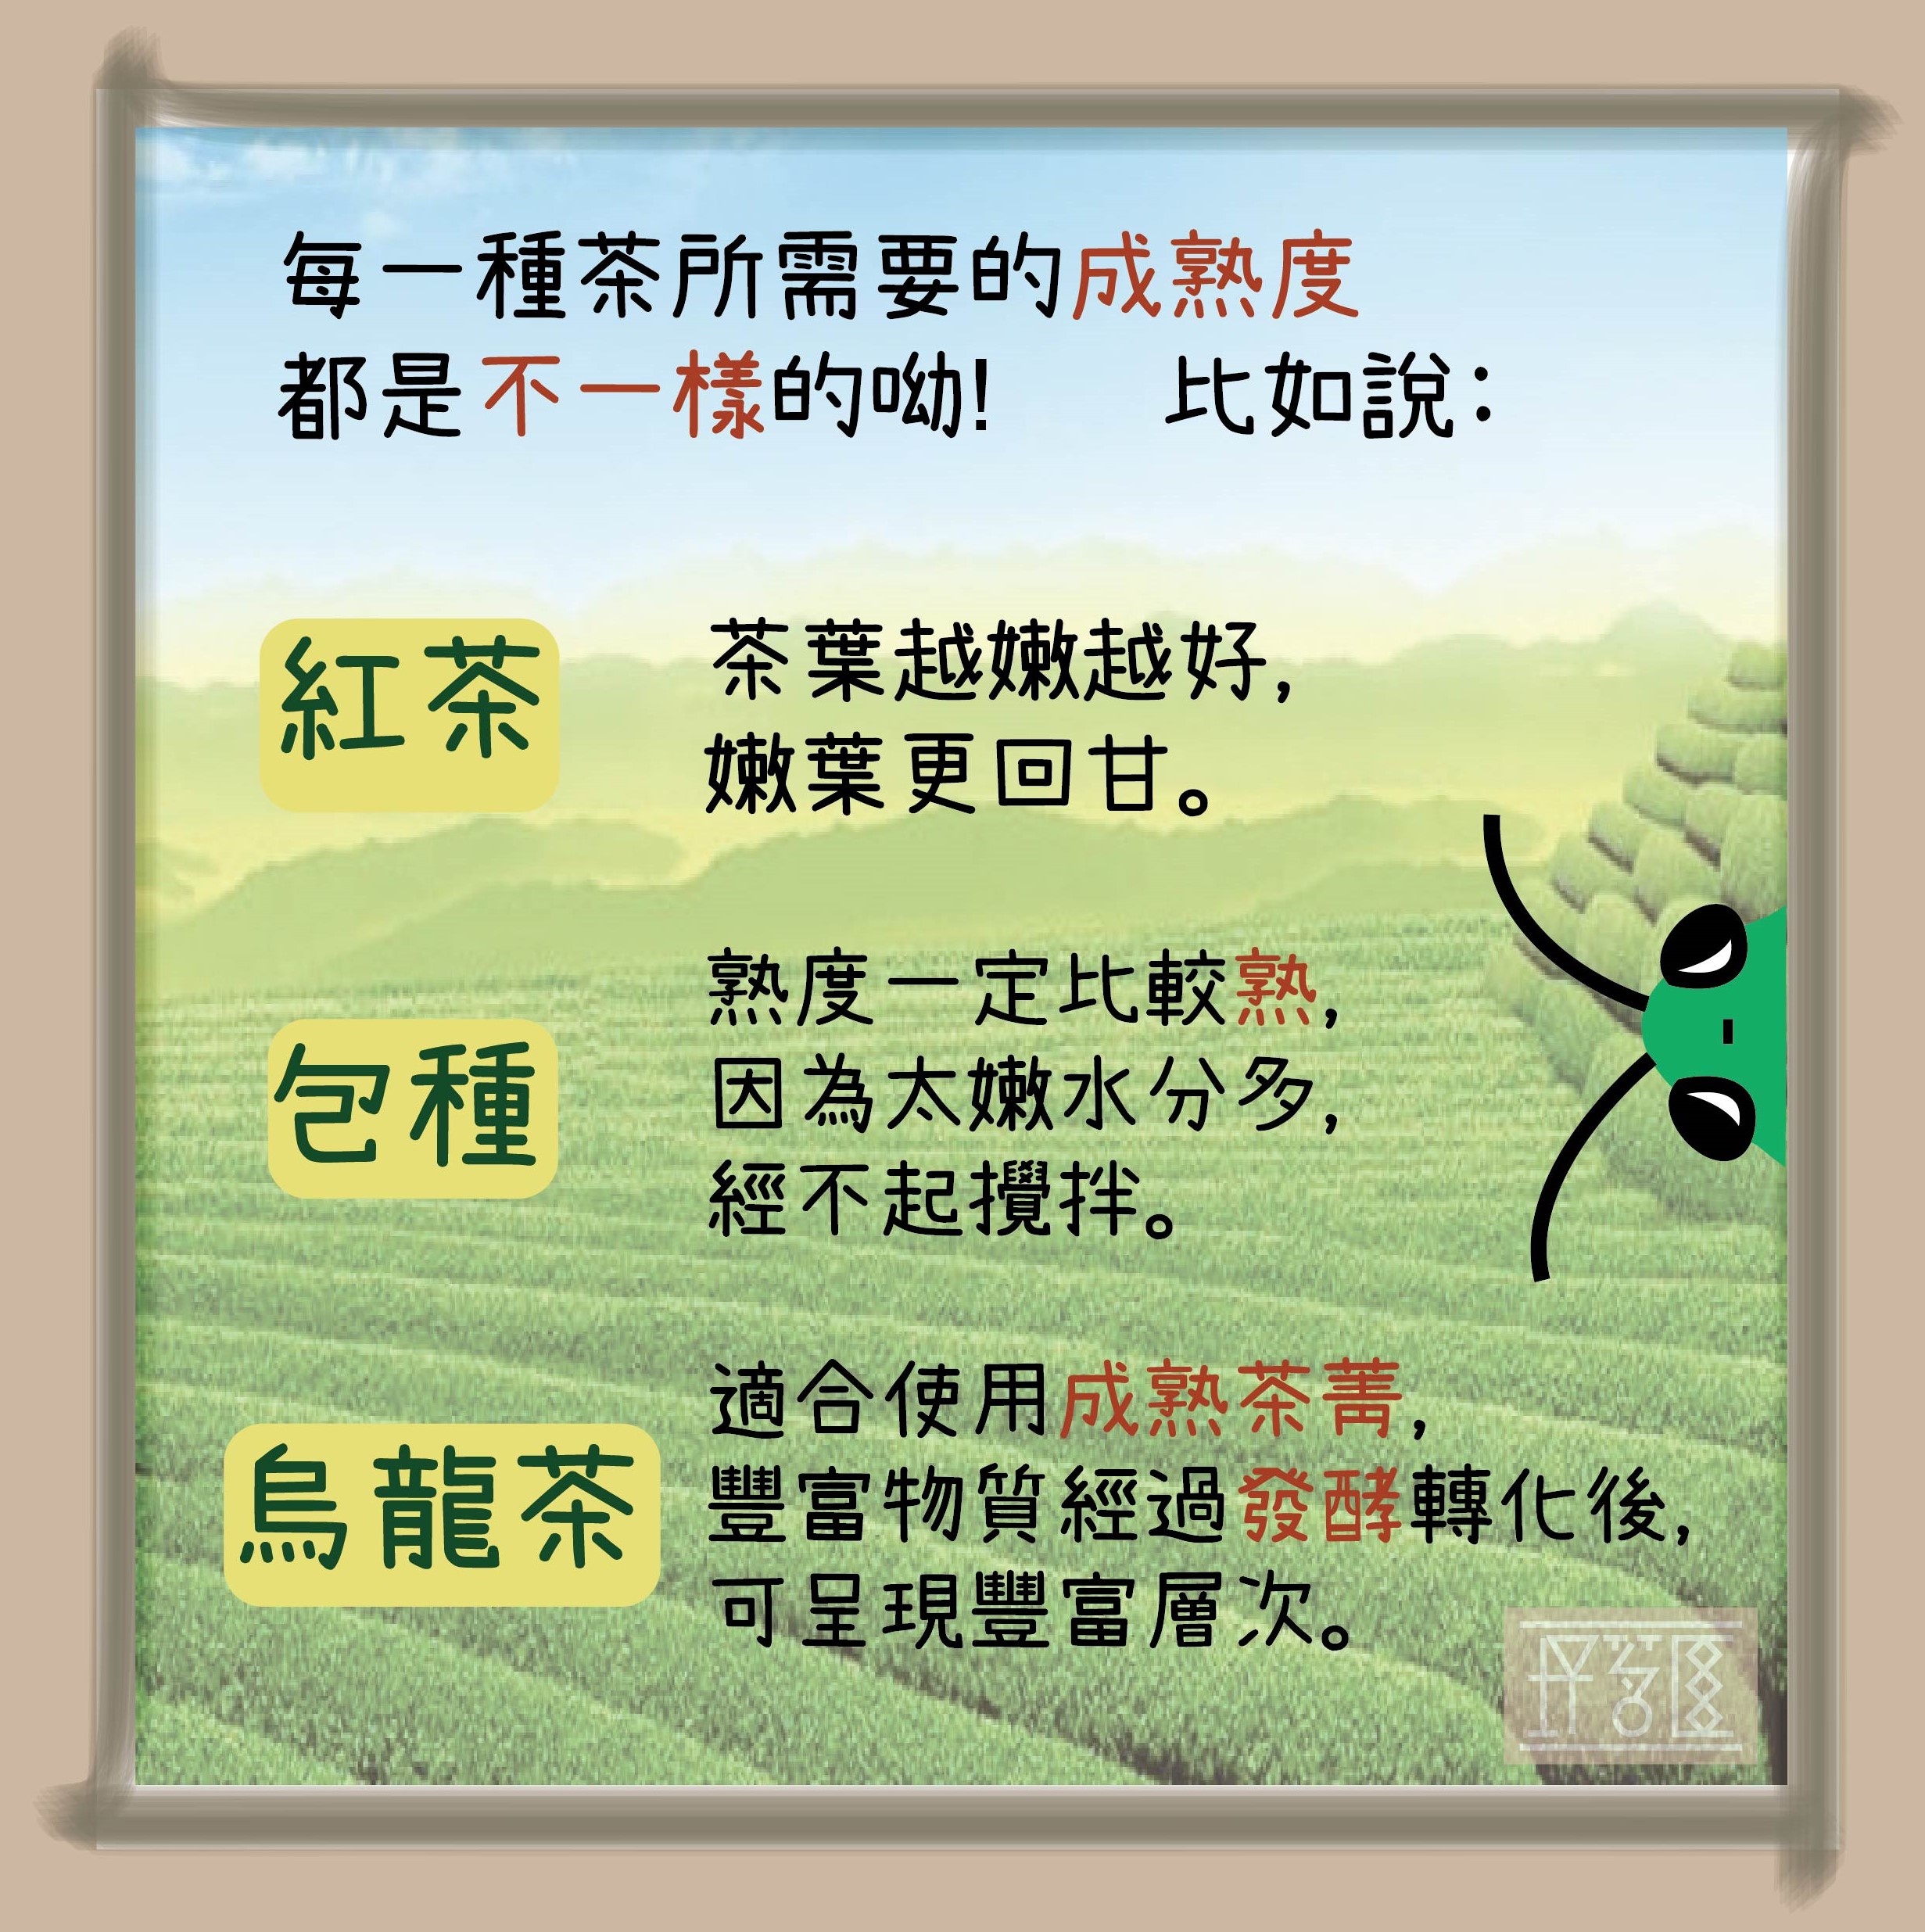 每一種茶所需要的成熟度
都是不一樣的呦! 比如說：
紅茶
茶葉越嫩越好，
嫩葉更回甘。
包種
熟度一定比較熟，
因為太嫩水分多，
經不起攪拌。
烏龍茶
適合使用成熟茶菁，
豐富物質經過發酵轉化後，
可呈現豐富層次。